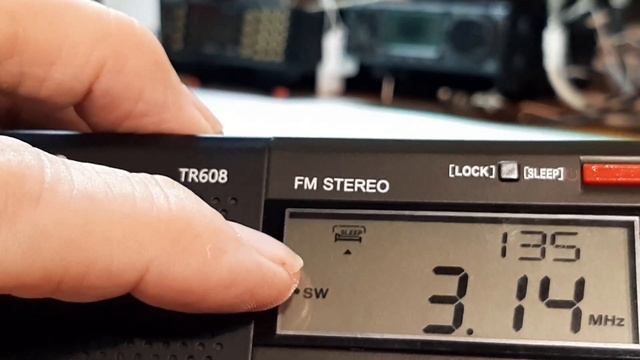 TR608
FM STEREO
[LOCK] [SLEEP]
SLEEP
135
SW
3.14 MHz